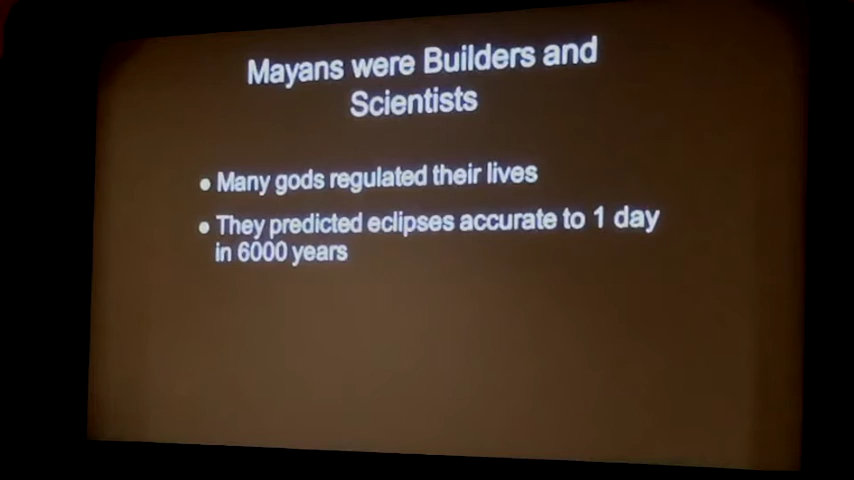 Mayans were Builders and
Scientists
• Many gods regulated their lives
• They predicted eclipses accurate to 1 day
in 6000 years